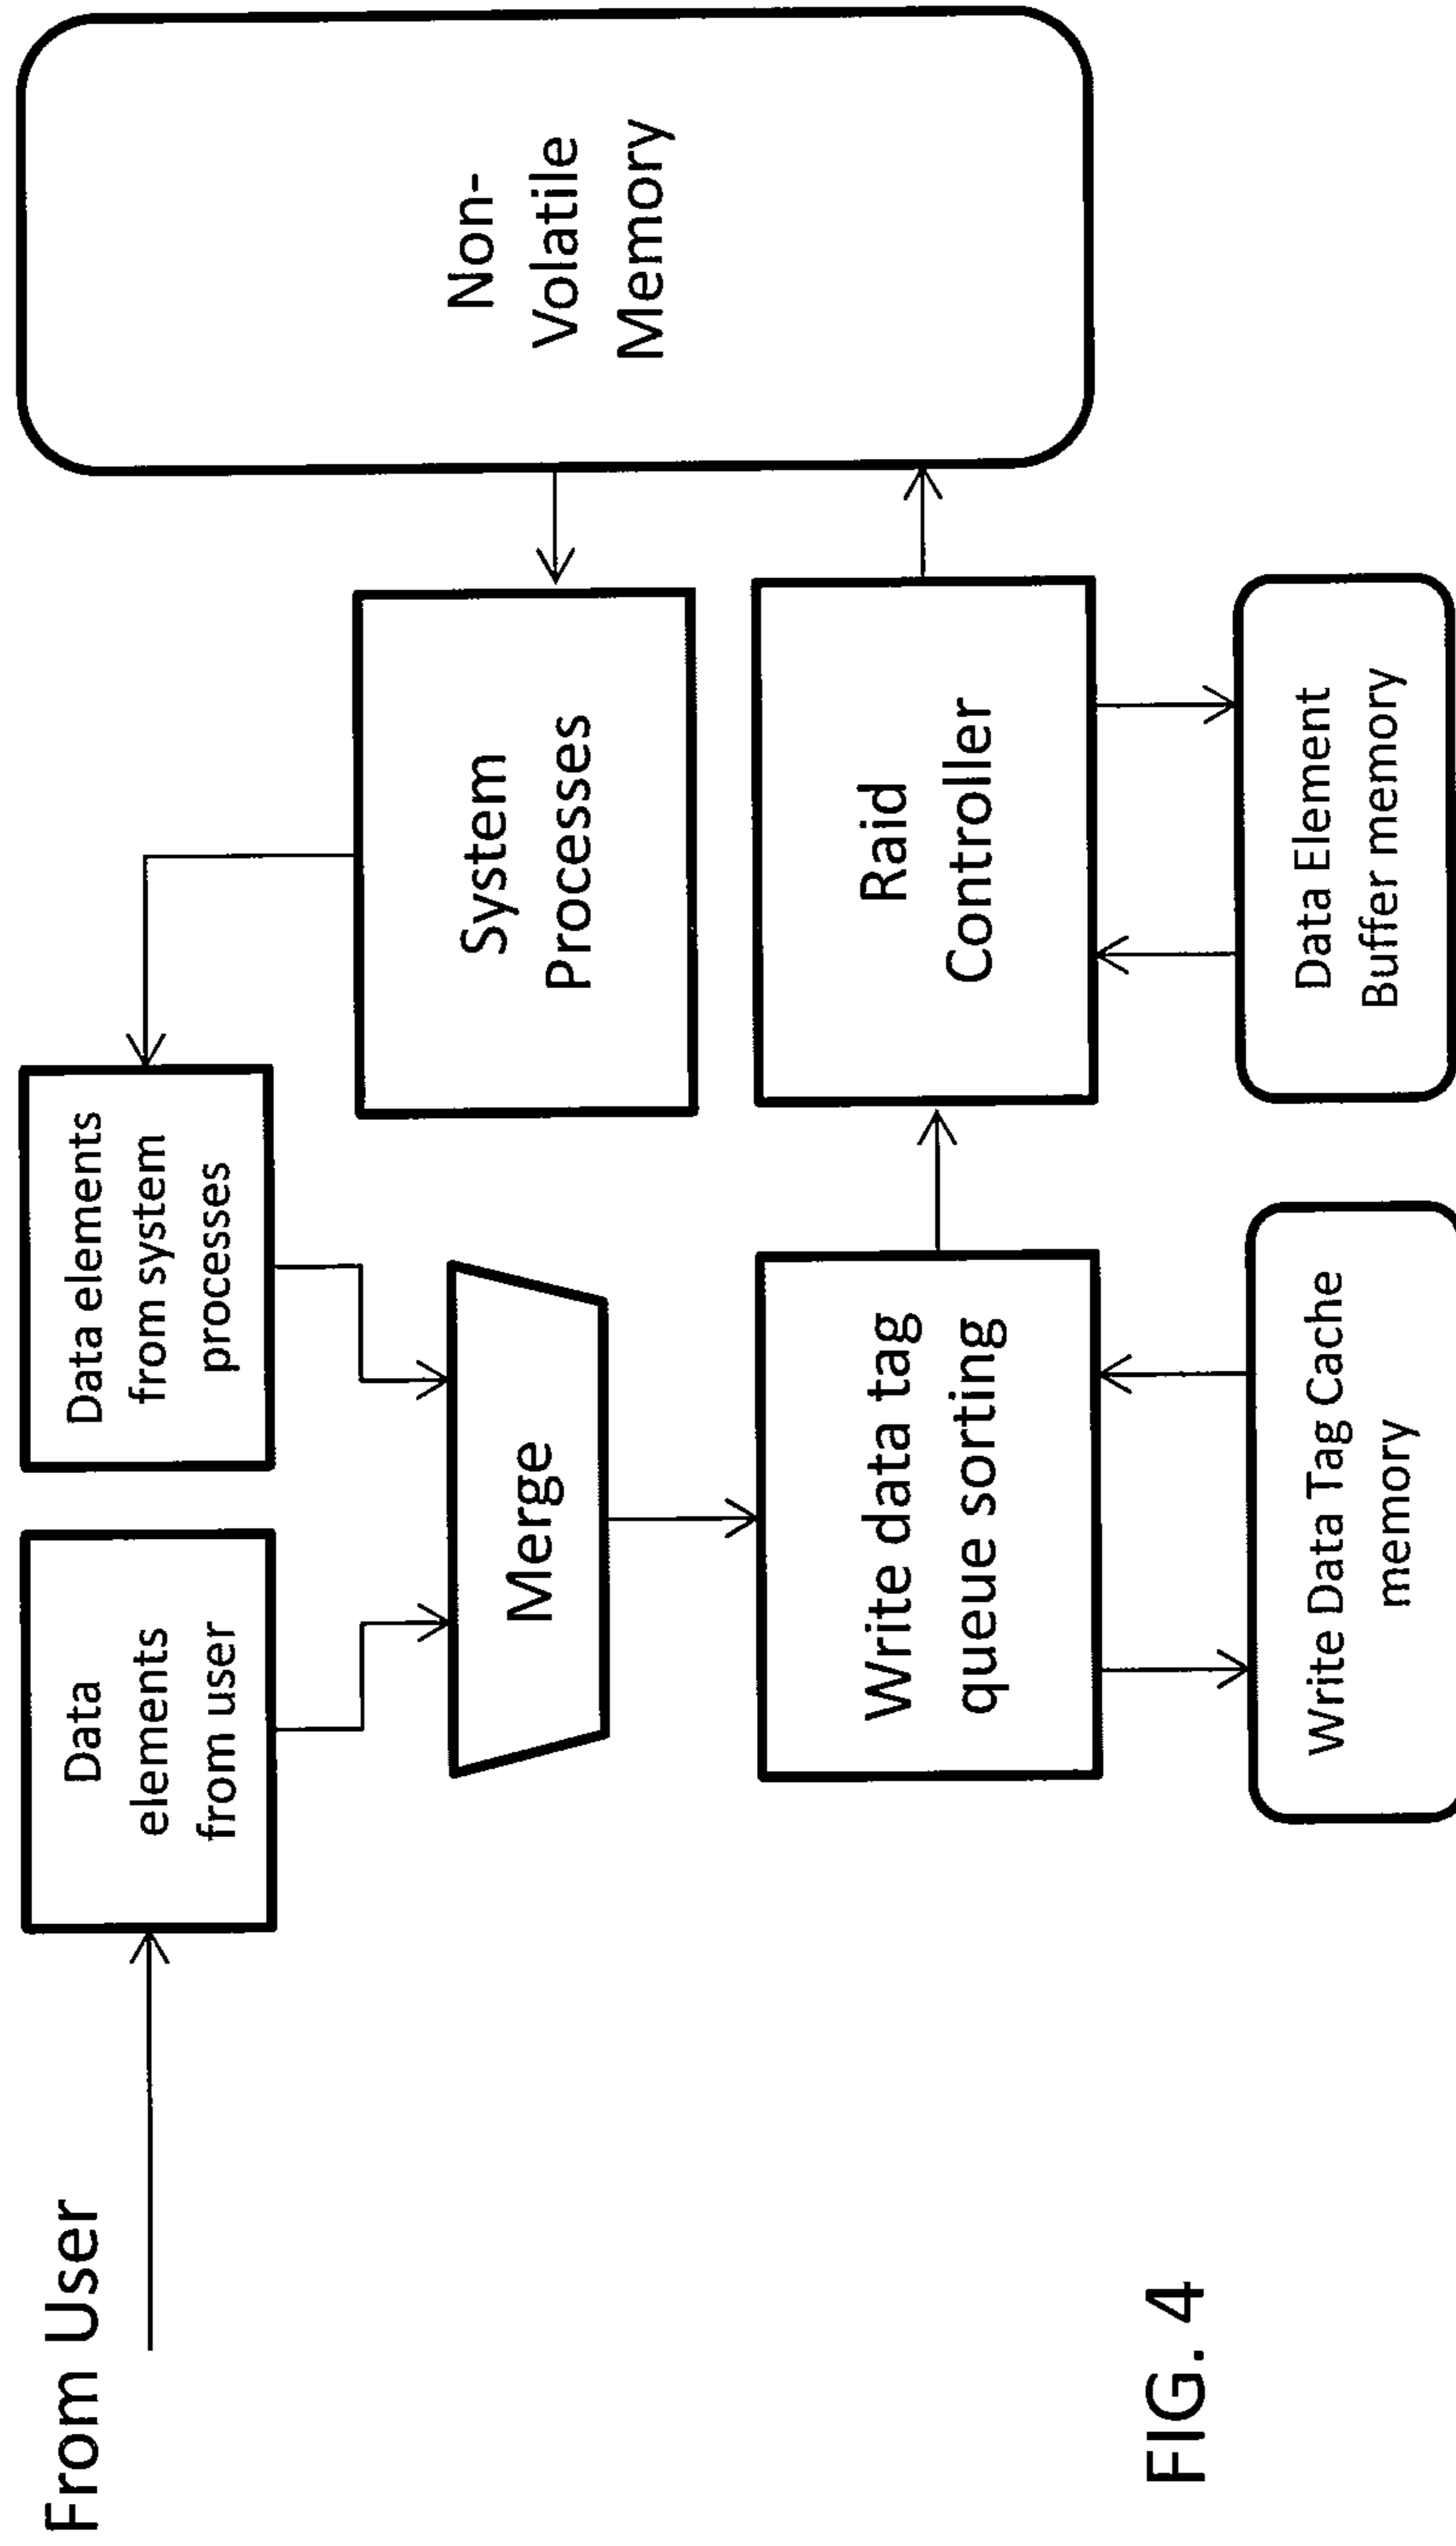 From User
Data
elements
from user
Data elements
from system
processes
Merge
System
Processes
Non-
Volatile
Memory
Write data tag
queue sorting
Raid
Controller
Write Data Tag Cache
memory
Data Element
Buffer memory
FIG. 4